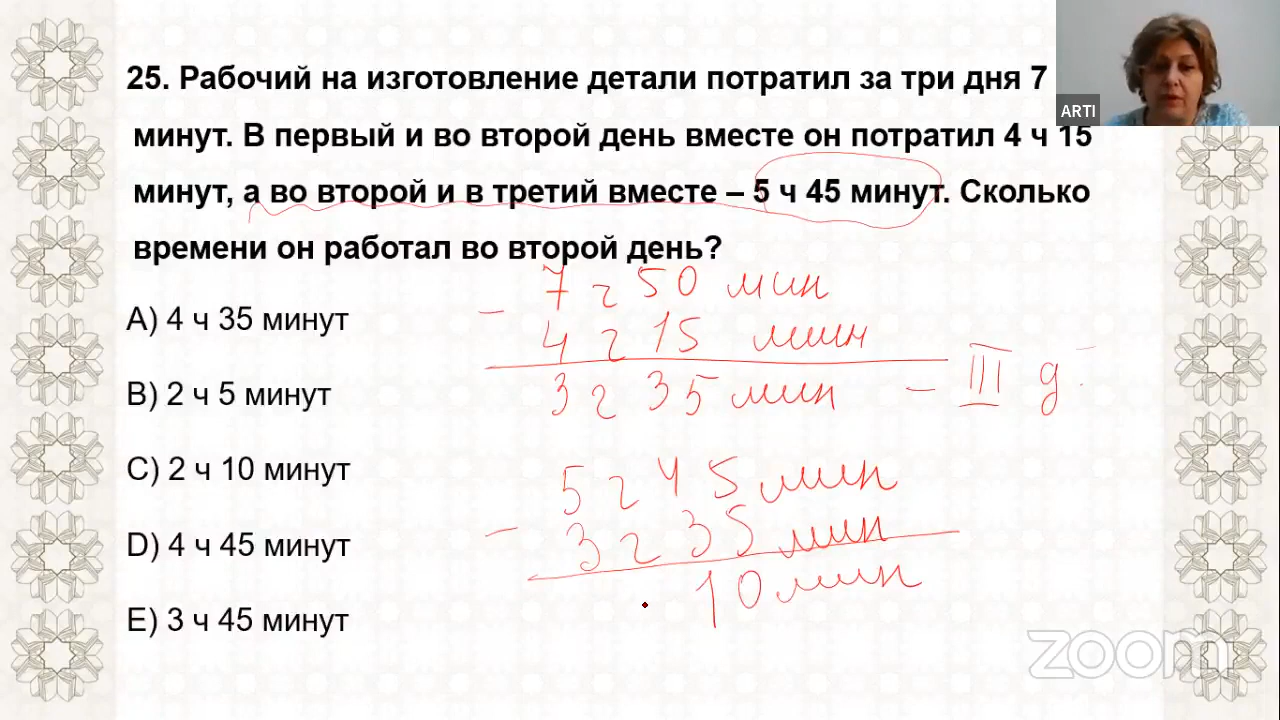 25. Рабочий на изготовление детали потратил за три дня 7
минут. В первый и во второй день вместе он потратил 4 ч 15
минут, а во второй и в третий вместе – 5 ч 45 минут. Сколько
времени он работал во второй день?
A) 4 ч 35 минут
B) 2 ч 5 минут
C) 2 ч 10 минут
D) 4 ч 45 минут
E) 3 ч 45 минут
7 ч 50 мин
- 4 ч 15 мин
3 ч 35 мин - III д
5 ч 45 мин
- 3 ч 35 мин
10 мин
ARTI
zoom